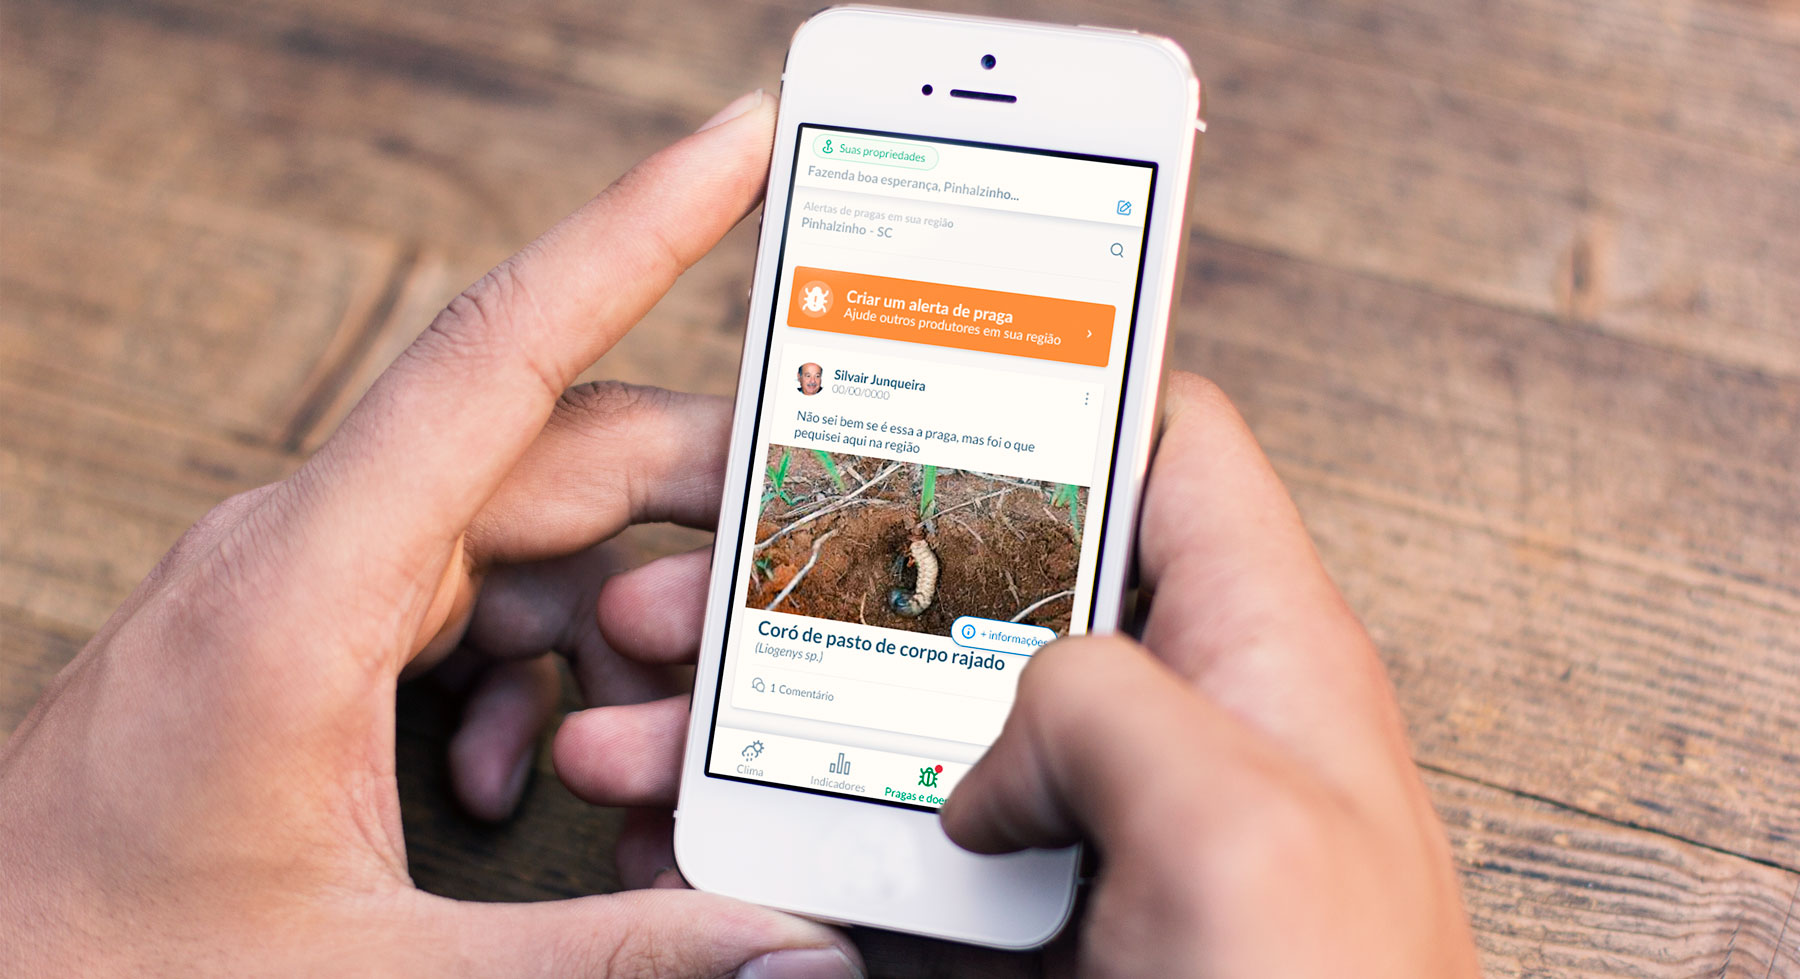 Suas propriedades
Fazenda boa esperança, Pinhalzinho...
Alertas de pragas em sua região
Pinhalzinho - SC
Criar um alerta de praga
Ajude outros produtores em sua região
Silvair Junqueira
00/00/0000
Não sei bem se é essa a praga, mas foi o que
pequisei aqui na região
+ informações
Coró de pasto de corpo rajado
(Liogenys sp.)
1 Comentário
Clima
Indicadores
Pragas e doe